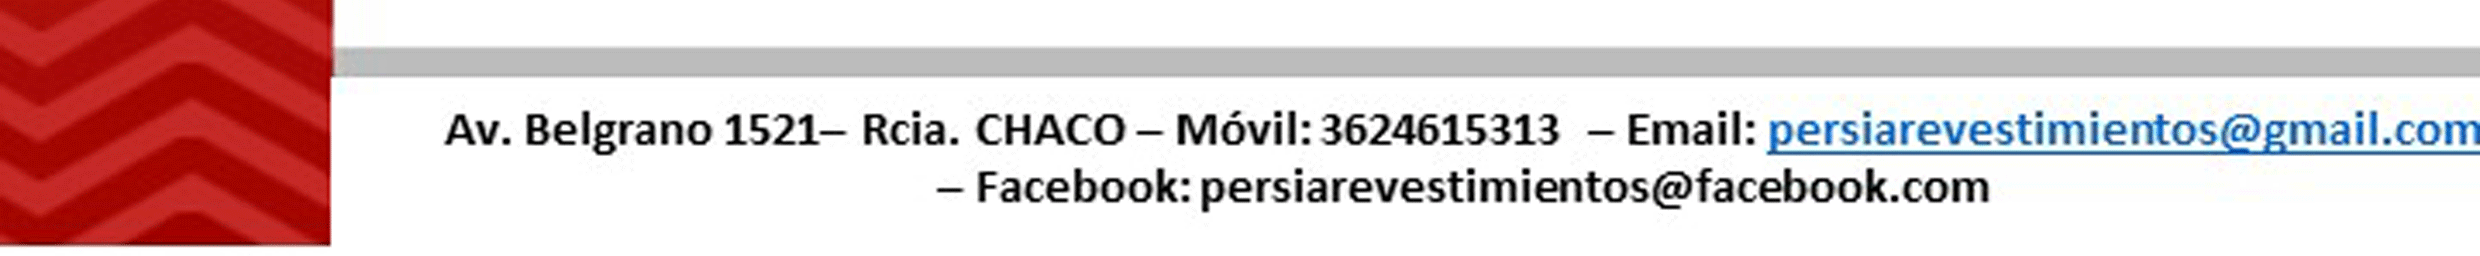 Av. Belgrano 1521– Rcia. CHACO – Móvil: 3624615313 – Email: persiarevestimientos@gmail.com
– Facebook: persiarevestimientos@facebook.com